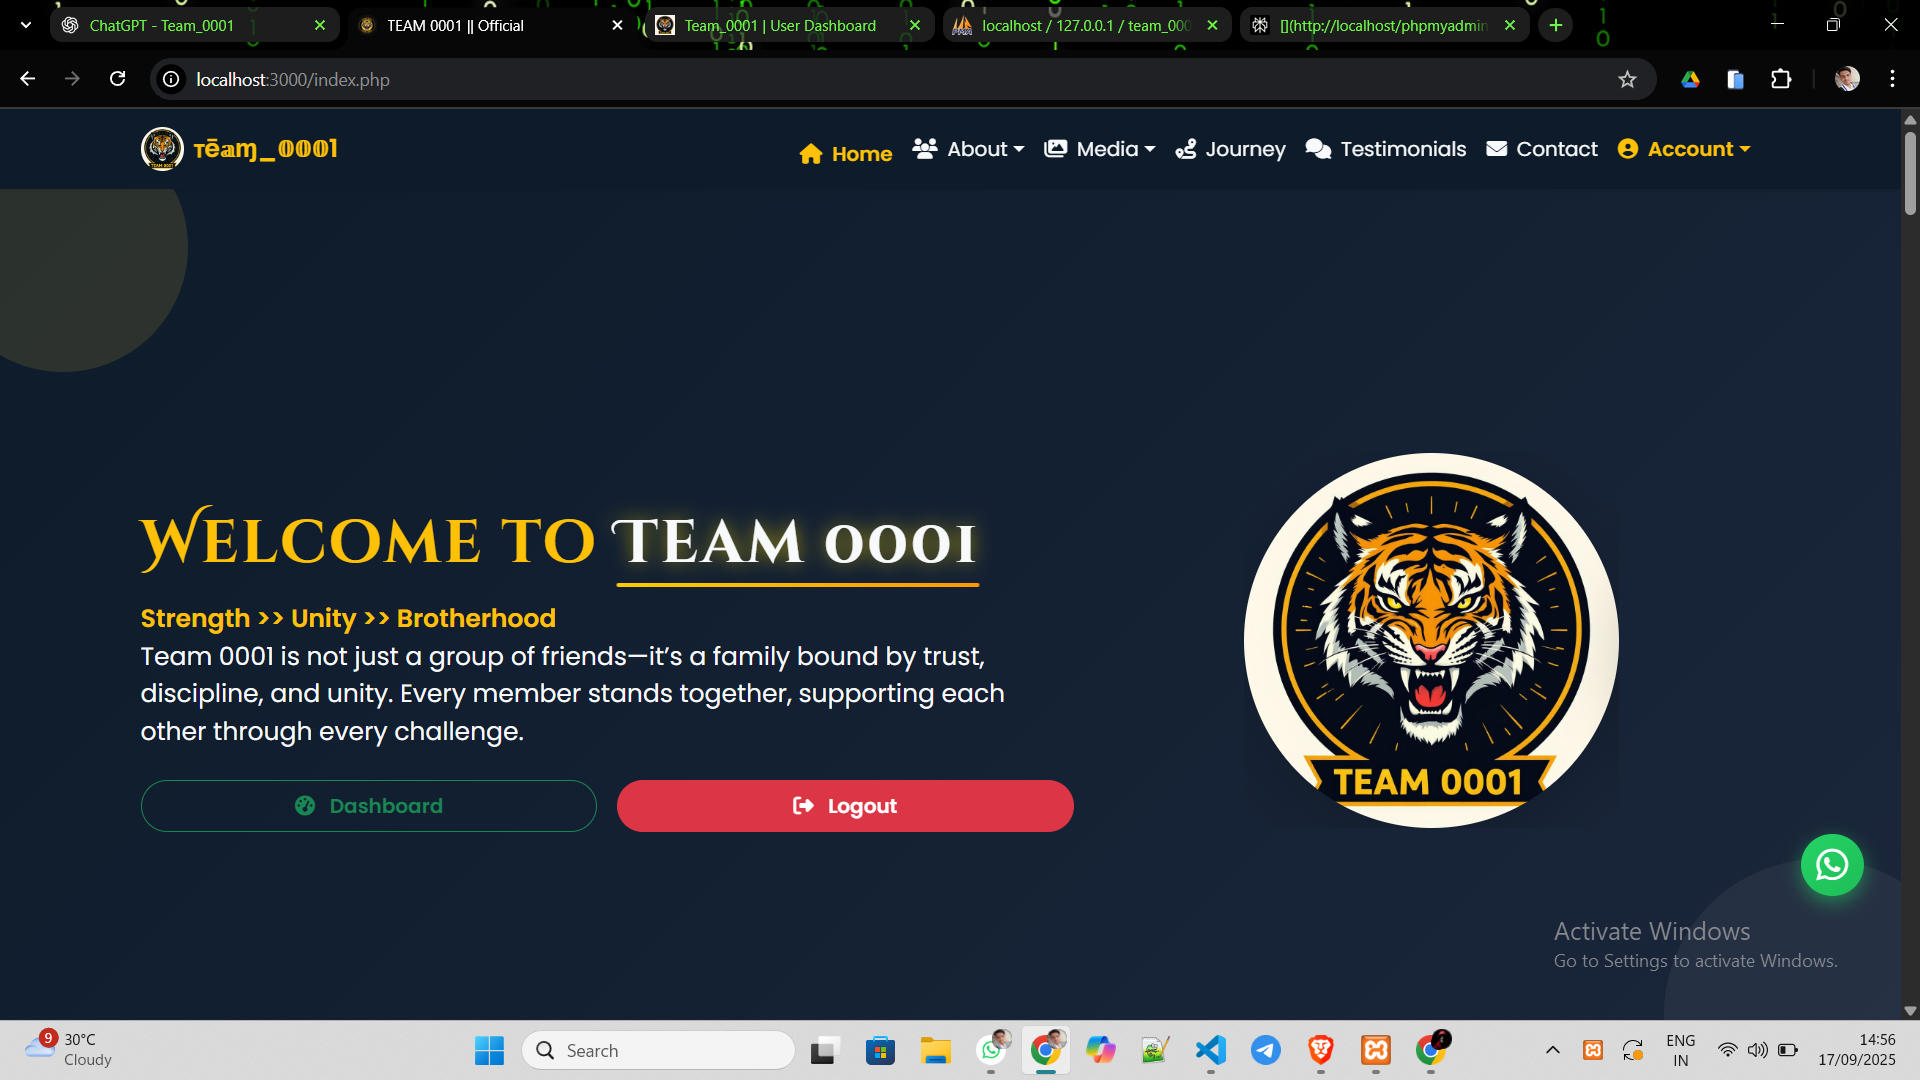 ChatGPT - Team_0001
TEAM 0001 || Official
Team_0001 | User Dashboard
localhost / 127.0.0.1 / team_000
[](http://localhost/phpmyadmin
localhost:3000/index.php
тēаɱ_𝟘𝟘𝟘𝟙
Home
About
Media
Journey
Testimonials
Contact
Account
Welcome to Team 0001
Strength >> Unity >> Brotherhood
Team 0001 is not just a group of friends—it’s a family bound by trust,
discipline, and unity. Every member stands together, supporting each
other through every challenge.
Dashboard
Logout
TEAM 0001
Activate Windows
Go to Settings to activate Windows.
9
30°C
Cloudy
Search
ENG
IN
14:56
17/09/2025